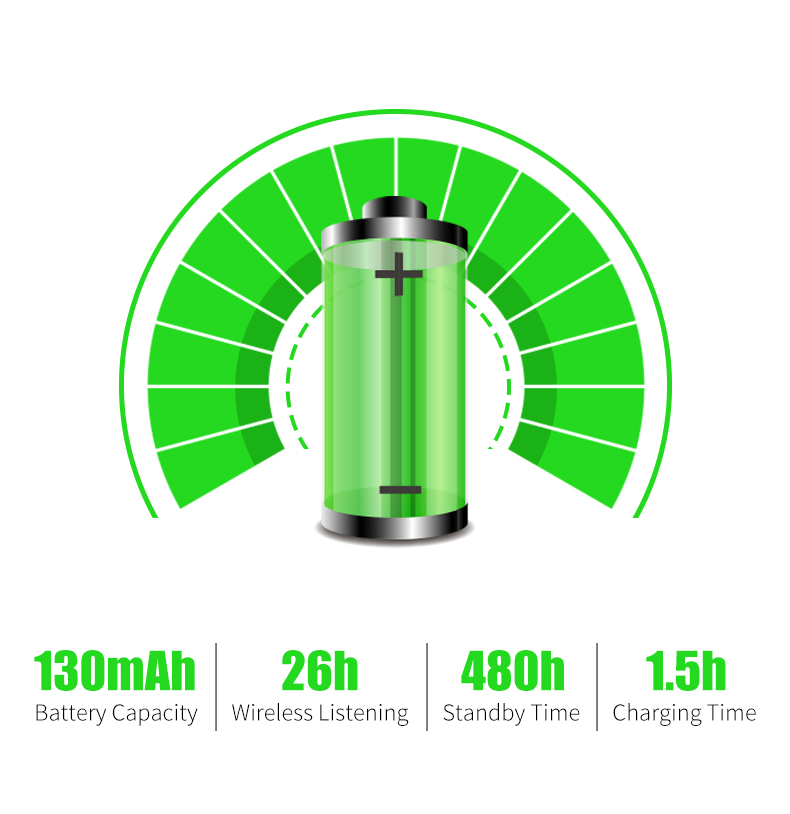 130mAh
Battery Capacity
26h
Wireless Listening
480h
Standby Time
1.5h
Charging Time